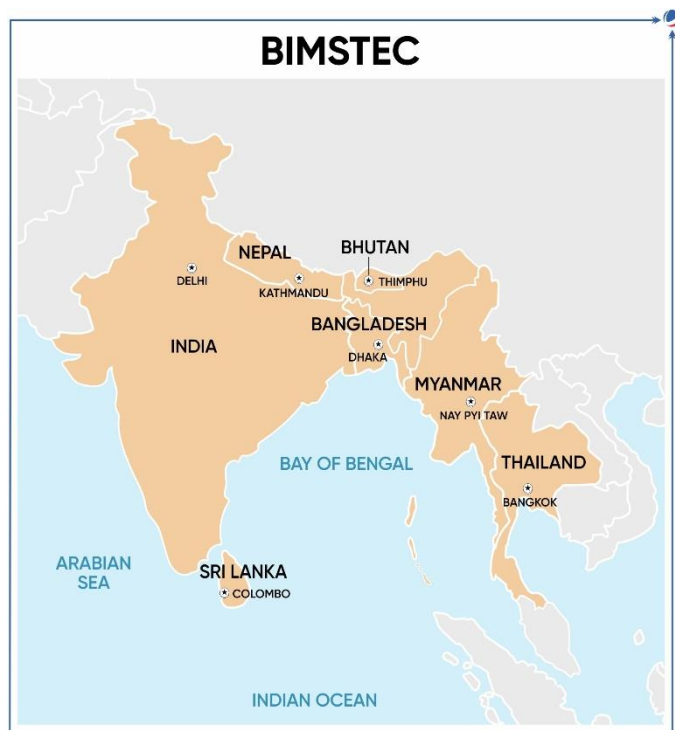 BIMSTEC
NEPAL
BHUTAN
DELHI
KATHMANDU
THIMPHU
BANGLADESH
INDIA
DHAKA
MYANMAR
NAY PYI TAW
BAY OF BENGAL
THAILAND
BANGKOK
ARABIAN
SEA
SRI LANKA
COLOMBO
INDIAN OCEAN